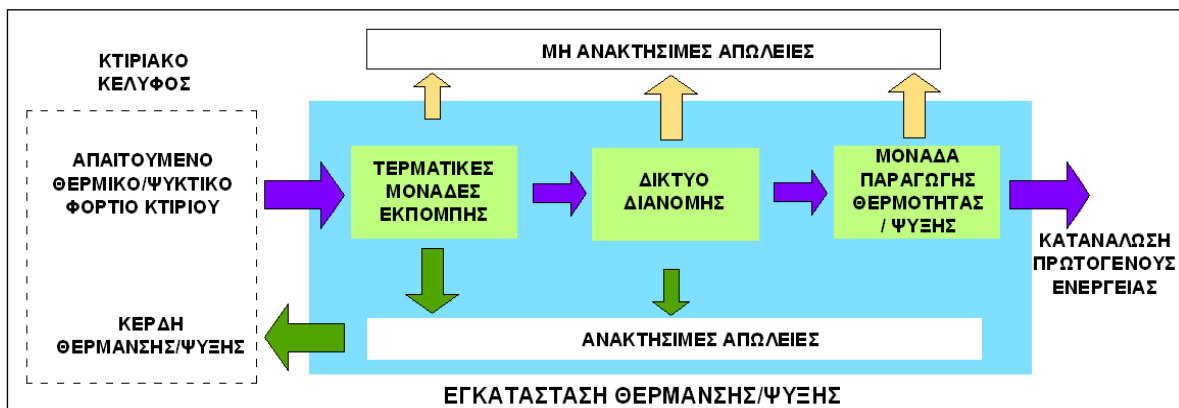 ΚΤΙΡΙΑΚΟ
ΚΕΛΥΦΟΣ
ΜΗ ΑΝΑΚΤΗΣΙΜΕΣ ΑΠΩΛΕΙΕΣ
ΑΠΑΙΤΟΥΜΕΝΟ
ΘΕΡΜΙΚΟ/ΨΥΚΤΙΚΟ
ΦΟΡΤΙΟ ΚΤΙΡΙΟΥ
ΤΕΡΜΑΤΙΚΕΣ
ΜΟΝΑΔΕΣ
ΕΚΠΟΜΠΗΣ
ΔΙΚΤΥΟ
ΔΙΑΝΟΜΗΣ
ΜΟΝΑΔΑ
ΠΑΡΑΓΩΓΗΣ
ΘΕΡΜΟΤΗΤΑΣ
/ ΨΥΞΗΣ
ΚΑΤΑΝΑΛΩΣΗ
ΠΡΩΤΟΓΕΝΟΥΣ
ΕΝΕΡΓΕΙΑΣ
ΚΕΡΔΗ
ΘΕΡΜΑΝΣΗΣ/ΨΥΞΗΣ
ΑΝΑΚΤΗΣΙΜΕΣ ΑΠΩΛΕΙΕΣ
ΕΓΚΑΤΑΣΤΑΣΗ ΘΕΡΜΑΝΣΗΣ/ΨΥΞΗΣ